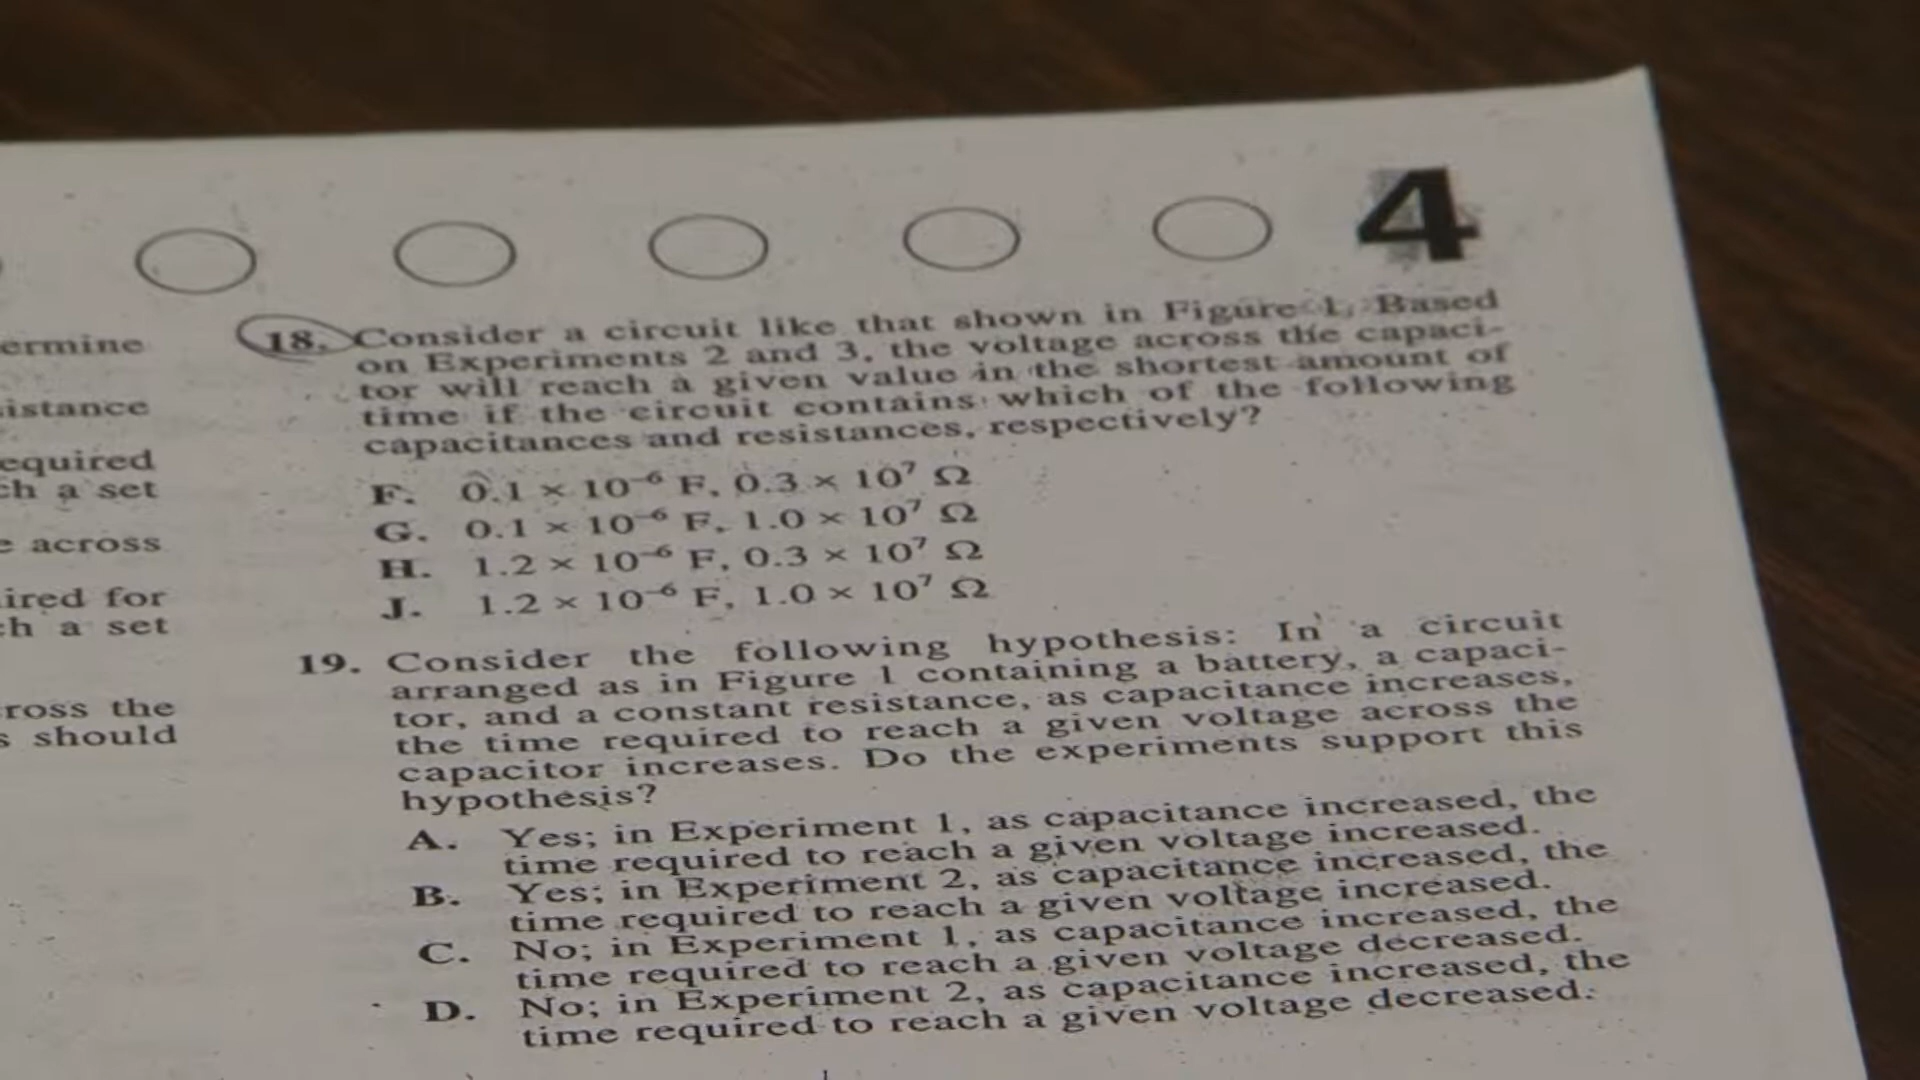 4
ermine
istance
equired
ch a set
e across
ired for
ch a set
ross the
s should
18. Consider a circuit like that shown in Figure 1. Based
on Experiments 2 and 3, the voltage across the capaci-
tor will reach a given value in the shortest amount of
time if the circuit contains which of the following
capacitances and resistances, respectively?
F. 0.1 × 10⁻⁶ F, 0.3 × 10⁷ Ω
G. 0.1 × 10⁻⁶ F, 1.0 × 10⁷ Ω
H. 1.2 × 10⁻⁶ F, 0.3 × 10⁷ Ω
J. 1.2 × 10⁻⁶ F, 1.0 × 10⁷ Ω
19. Consider the following hypothesis: In a circuit
arranged as in Figure 1 containing a battery, a capaci-
tor, and a constant resistance, as capacitance increases,
the time required to reach a given voltage across the
capacitor increases. Do the experiments support this
hypothesis?
A. Yes; in Experiment 1, as capacitance increased, the
time required to reach a given voltage increased.
B. Yes; in Experiment 2, as capacitance increased, the
time required to reach a given voltage increased.
C. No; in Experiment 1, as capacitance increased, the
time required to reach a given voltage decreased.
D. No; in Experiment 2, as capacitance increased, the
time required to reach a given voltage decreased.